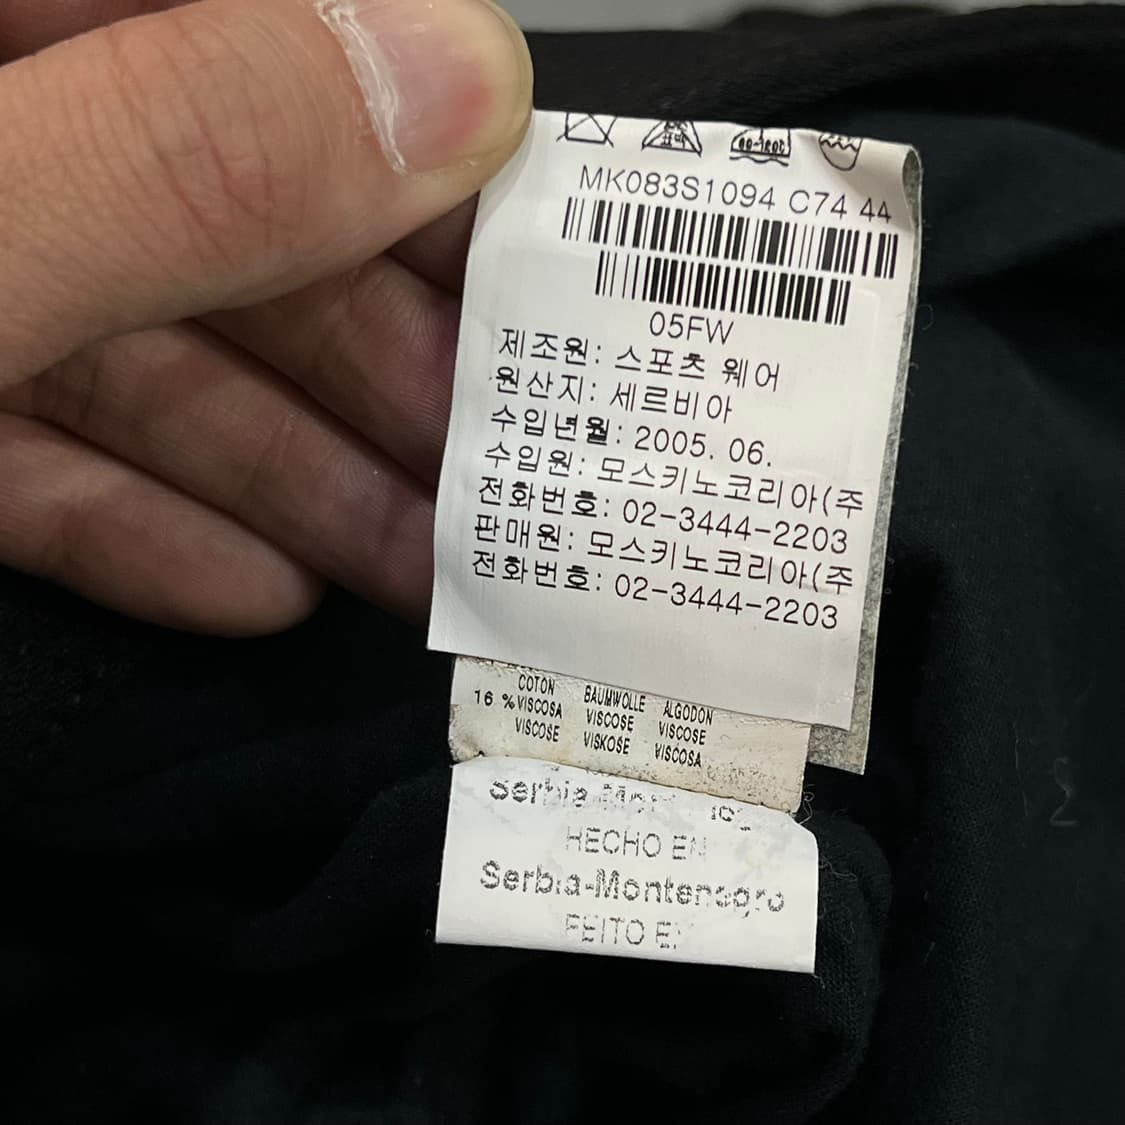 MK083S1094 C74 44
05FW
제조원: 스포츠 웨어
원산지: 세르비아
수입년월: 2005. 06.
수입원: 모스키노코리아(주
전화번호: 02-3444-2203
판매원: 모스키노코리아(주
전화번호: 02-3444-2203
COTON BAUMWOLLE ALGODON
16 % VISCOSA VISCOSE VISCOSE
VISCOSE VISKOSE VISCOSA
Serbia
HECHO EN
Serbia-Montenegro
FEITO